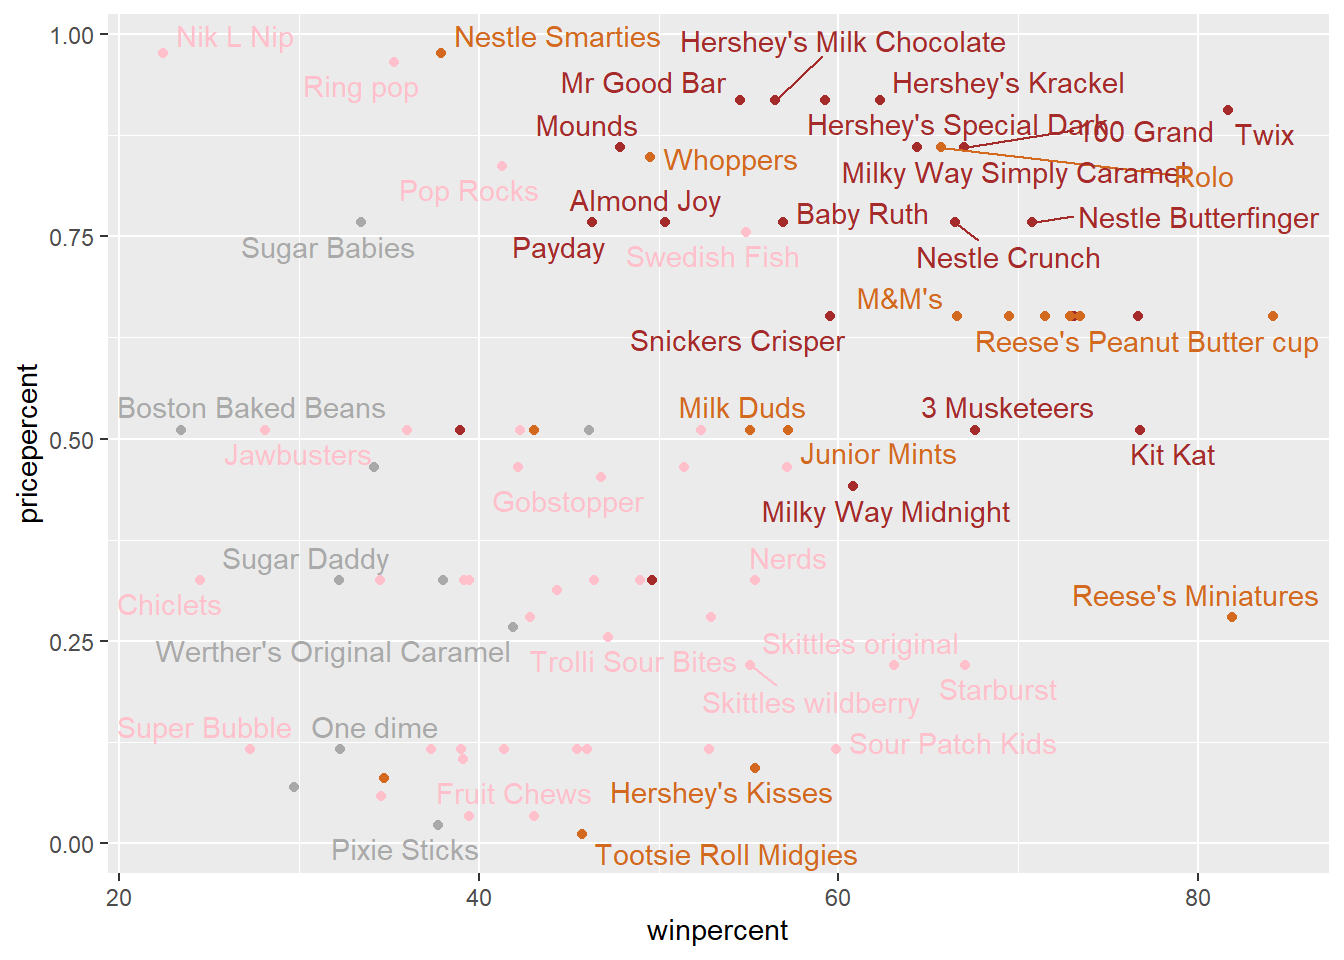 1.00
Nik L Nip
Nestle Smarties
Hershey's Milk Chocolate
Ring pop
Mr Good Bar
Hershey's Krackel
Mounds
Hershey's Special Dark
100 Grand
Twix
Whoppers
Milky Way Simply Caramel
Rolo
Pop Rocks
Almond Joy
Baby Ruth
Nestle Butterfinger
0.75
Sugar Babies
Payday
Swedish Fish
Nestle Crunch
M&M's
Snickers Crisper
Reese's Peanut Butter cup
pricepercent
Boston Baked Beans
Milk Duds
3 Musketeers
0.50
Jawbusters
Junior Mints
Kit Kat
Gobstopper
Milky Way Midnight
Sugar Daddy
Nerds
Chiclets
Reese's Miniatures
0.25
Werther's Original Caramel
Trolli Sour Bites
Skittles original
Skittles wildberry
Starburst
Super Bubble
One dime
Sour Patch Kids
Fruit Chews
Hershey's Kisses
0.00
Pixie Sticks
Tootsie Roll Midgies
20
40
60
80
winpercent